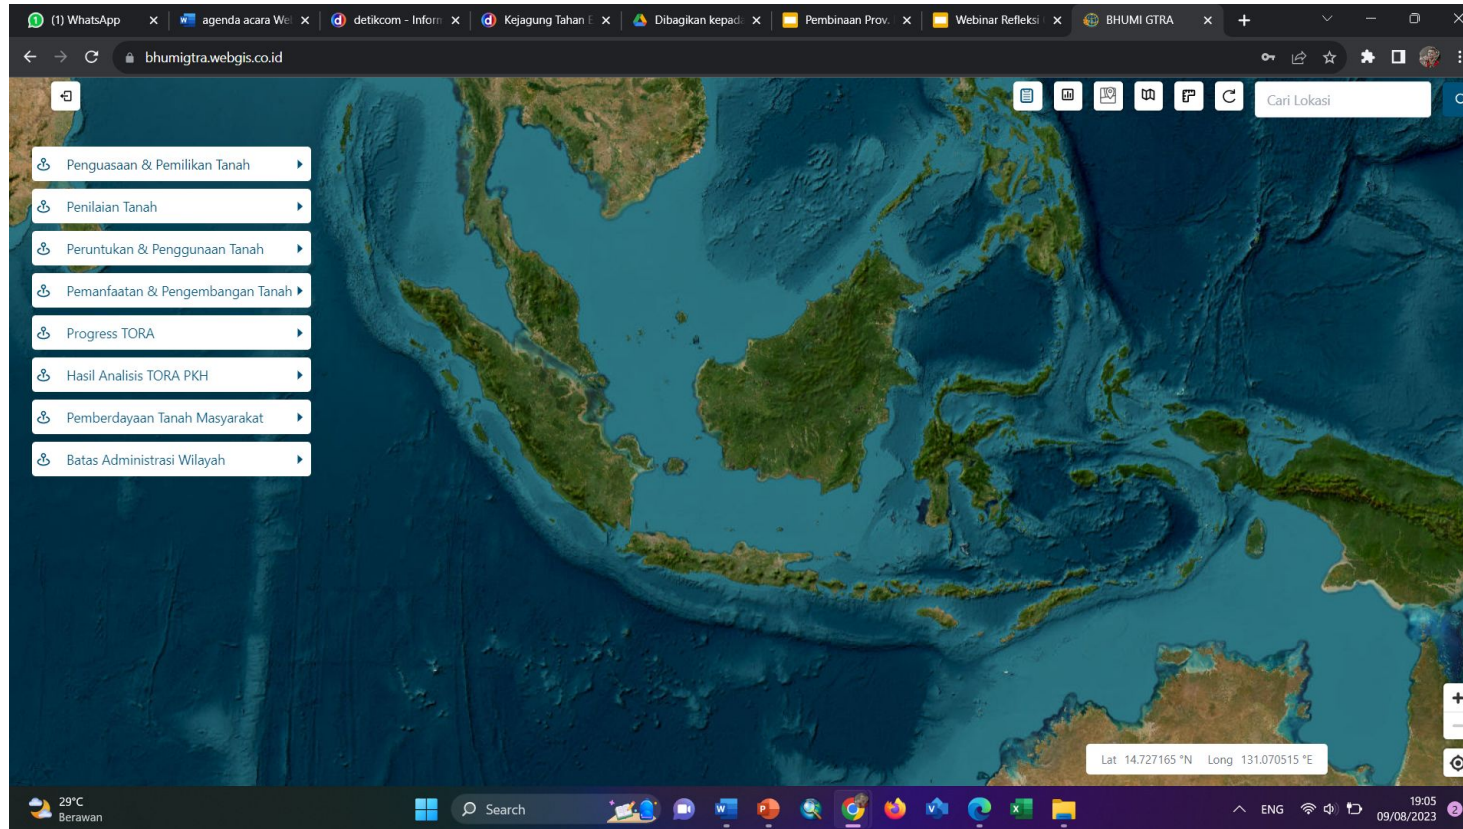 (1) WhatsApp
agenda acara We
detikcom - Inform
Kejagung Tahan
Dibagikan kepada
Pembinaan Prov.
Webinar Refleksi
BHUMI GTRA
bhumigtra.webgis.co.id
Cari Lokasi
Penguasaan & Pemilikan Tanah
Penilaian Tanah
Peruntukan & Penggunaan Tanah
Pemanfaatan & Pengembangan Tanah
Progress TORA
Hasil Analisis TORA PKH
Pemberdayaan Tanah Masyarakat
Batas Administrasi Wilayah
Lat 14.727165 °N Long 131.070515 °E
29°C
Berawan
Search
ENG
19:05
09/08/2023
2